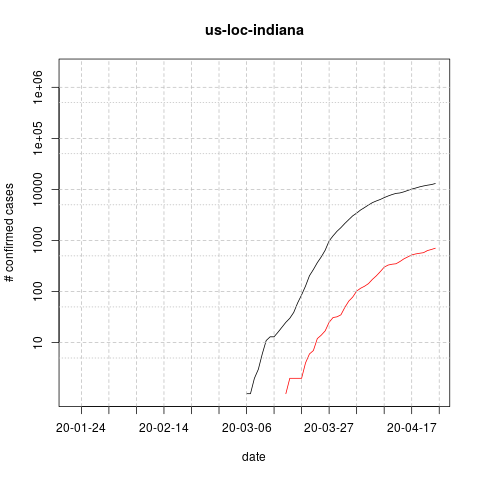 us-loc-indiana
# confirmed cases
1e+06
1e+05
10000
1000
100
10
20-01-24 20-02-14 20-03-06 20-03-27 20-04-17
date